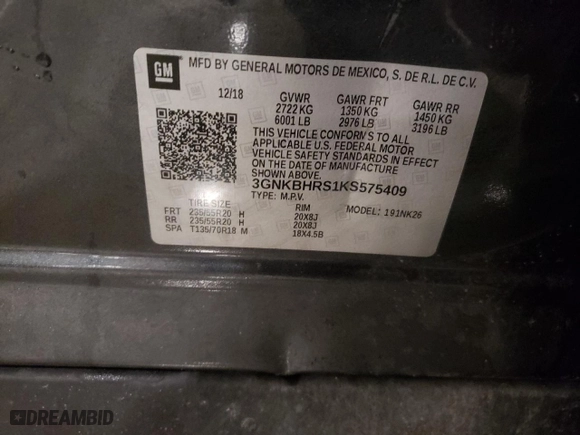 GM
MFD BY GENERAL MOTORS DE MEXICO, S. DE R.L. DE C.V.
12/18 GVWR GAWR FRT GAWR RR
2722 KG 1350 KG 1450 KG
6001 LB 2976 LB 3196 LB
THIS VEHICLE CONFORMS TO ALL
APPLICABLE U.S. FEDERAL MOTOR
VEHICLE SAFETY STANDARDS IN EFFECT
ON THE DATE OF MANUFACTURE
3GNKBHRS1KS575409
TYPE: M.P.V. MODEL: 191NK26
TIRE SIZE RIM
FRT 235/55R20 H 20X8J
RR 235/55R20 H 20X8J
SPA T135/70R18 M 18X4.5B
DREAMBID